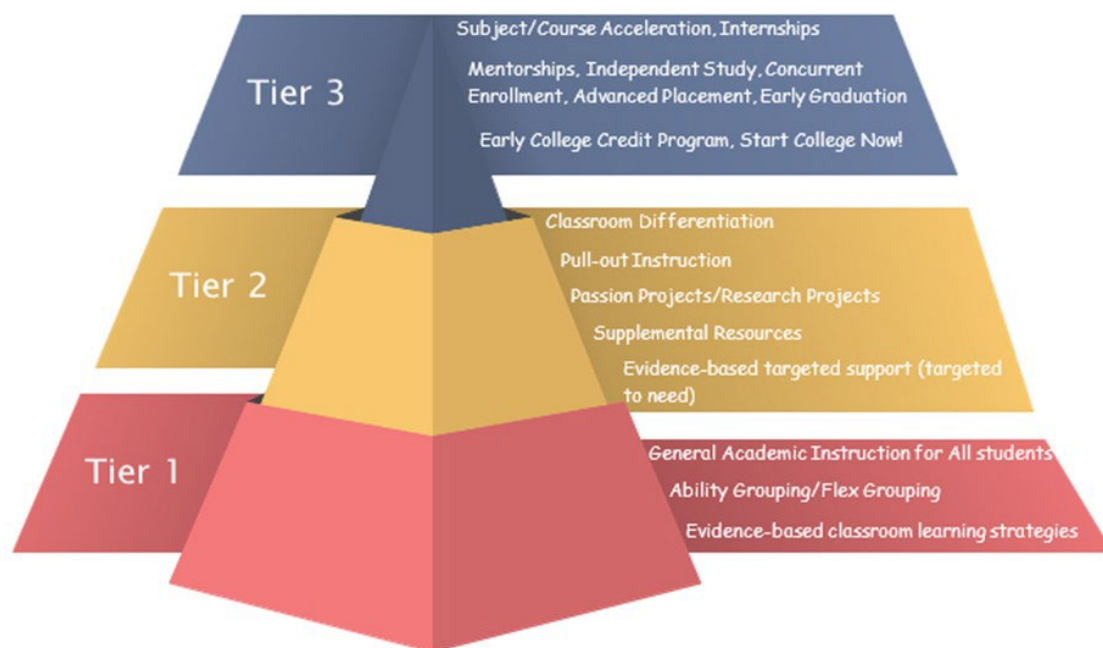 Tier 3
Subject/Course Acceleration, Internships
Mentorships, Independent Study, Concurrent
Enrollment, Advanced Placement, Early Graduation
Early College Credit Program, Start College Now!
Tier 2
Classroom Differentiation
Pull-out Instruction
Passion Projects/Research Projects
Supplemental Resources
Evidence-based targeted support (targeted
to need)
Tier 1
General Academic Instruction for All students
Ability Grouping/Flex Grouping
Evidence-based classroom learning strategies